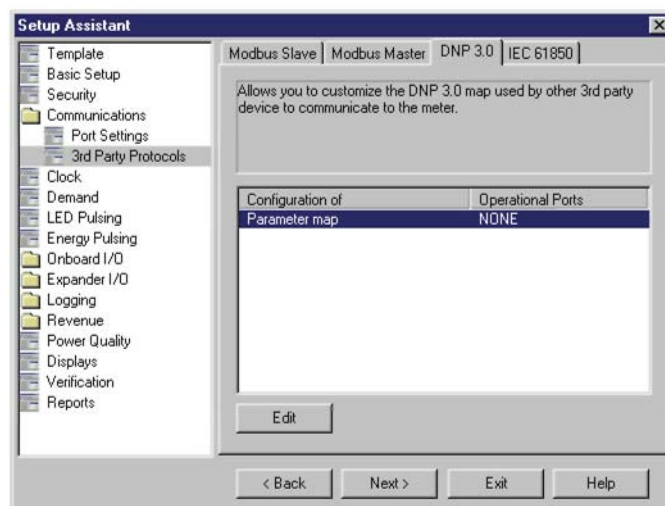 Setup Assistant
Template
Basic Setup
Security
Communications
Port Settings
3rd Party Protocols
Clock
Demand
LED Pulsing
Energy Pulsing
Onboard I/O
Expander I/O
Logging
Revenue
Power Quality
Displays
Verification
Reports
Modbus Slave Modbus Master DNP 3.0 IEC 61850
Allows you to customize the DNP 3.0 map used by other 3rd party
device to communicate to the meter.
Configuration of Operational Ports
Parameter map NONE
Edit
< Back Next > Exit Help